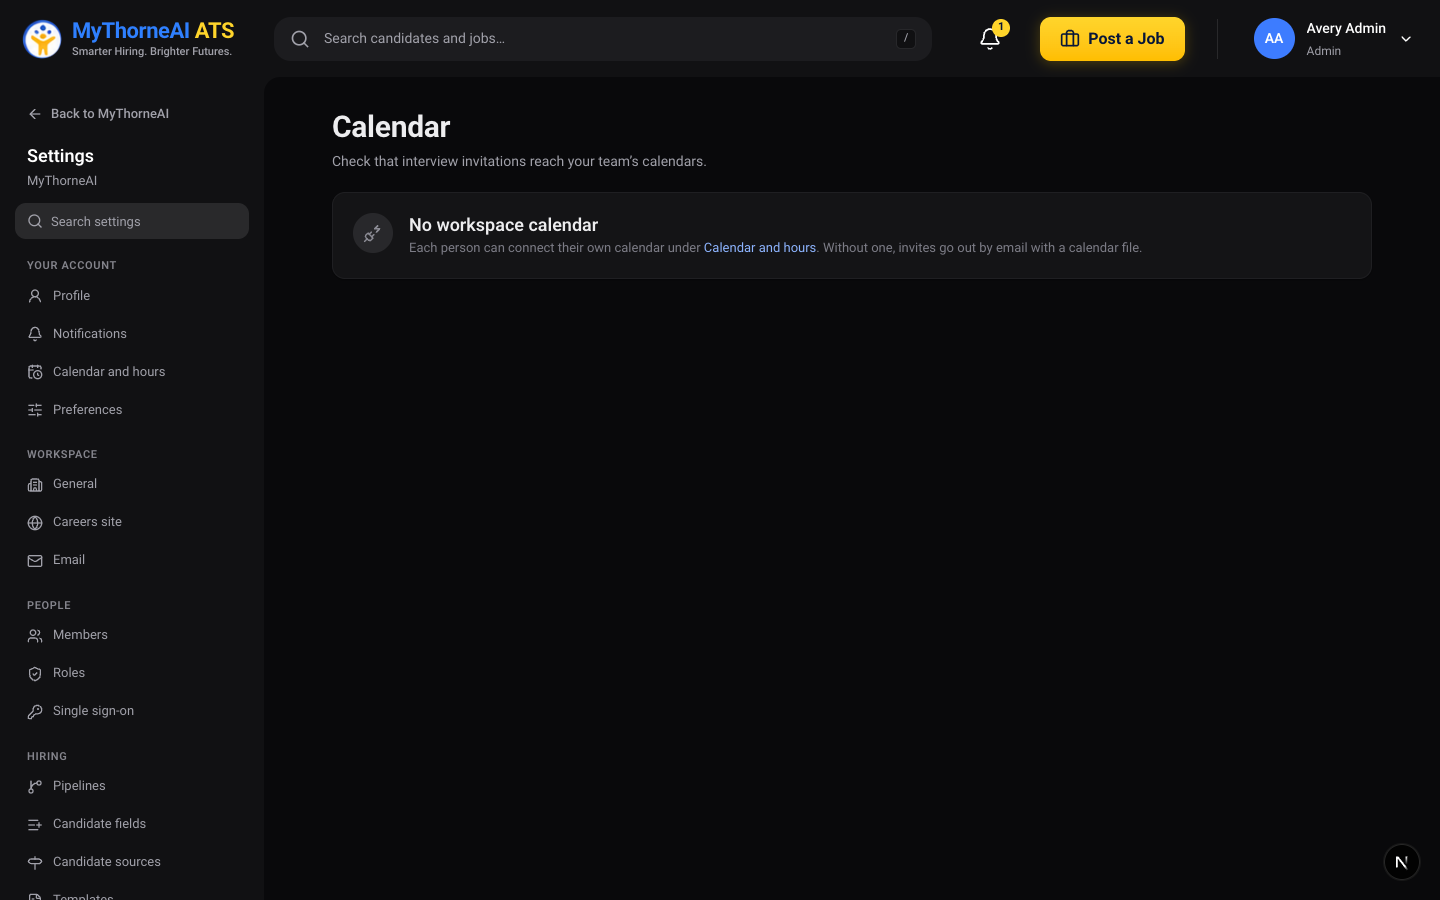 MyThorneAI ATS
Smarter Hiring. Brighter Futures.
Search candidates and jobs…
/
1
Post a Job
AA
Avery Admin
Admin
Back to MyThorneAI
Settings
MyThorneAI
Search settings
YOUR ACCOUNT
Profile
Notifications
Calendar and hours
Preferences
WORKSPACE
General
Careers site
Email
PEOPLE
Members
Roles
Single sign-on
HIRING
Pipelines
Candidate fields
Candidate sources
Templates
Calendar
Check that interview invitations reach your team’s calendars.
No workspace calendar
Each person can connect their own calendar under Calendar and hours. Without one, invites go out by email with a calendar file.
N